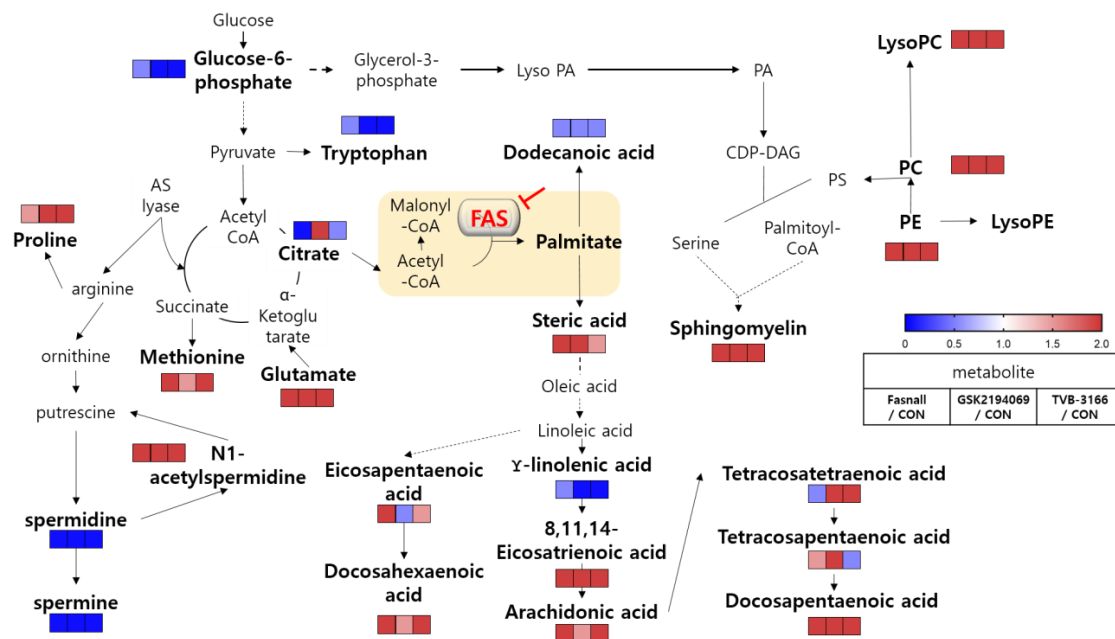 Glucose
Glucose-6-
phosphate
Glycerol-3-
phosphate
Lyso PA
PA
LysoPC
Pyruvate
Tryptophan
Dodecanoic acid
CDP-DAG
PS
PC
AS
lyase
Proline
Acetyl
CoA
Citrate
Malonyl
-CoA
FAS
Acetyl
-CoA
Palmitate
Serine
Palmitoyl-
CoA
PE
LysoPE
arginine
Succinate
α-
Ketoglu
tarate
Steric acid
Sphingomyelin
0 0.5 1.0 1.5 2.0
ornithine
Methionine
Glutamate
Oleic acid
metabolite
Fasnall
/ CON
GSK2194069
/ CON
TVB-3166
/ CON
putrescine
Linoleic acid
N1-
acetylspermidine
Eicosapentaenoic
acid
ɣ-linolenic acid
Tetracosatetraenoic acid
spermidine
8,11,14-
Eicosatrienoic acid
Tetracosapentaenoic acid
Docosahexaenoic
acid
spermine
Arachidonic acid
Docosapentaenoic acid